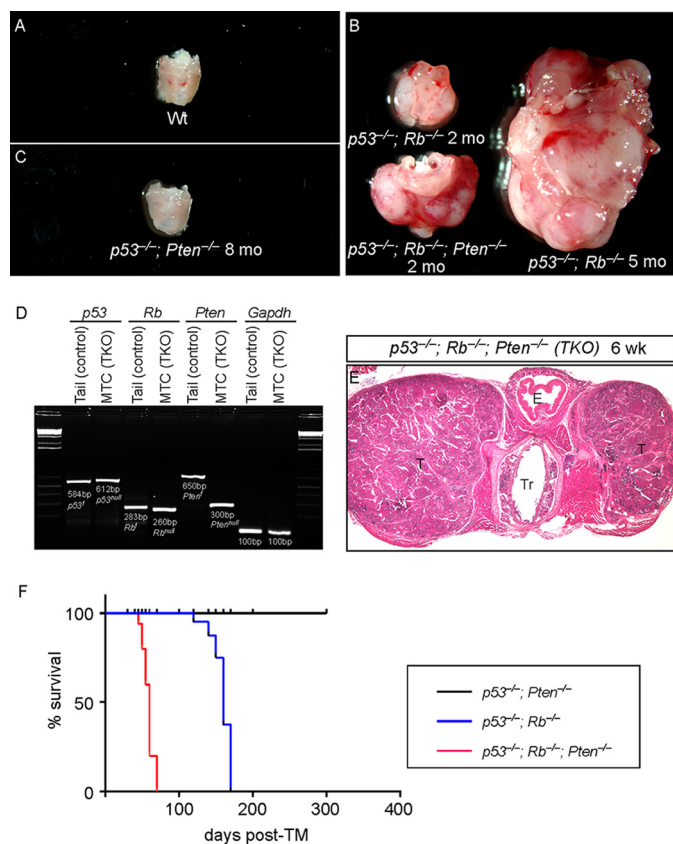 A
Wt
B
p53–/–; Rb–/– 2 mo
p53–/–; Rb–/–; Pten–/–
2 mo
p53–/–; Rb–/– 5 mo
C
p53–/–; Pten–/– 8 mo
D
p53 Rb Pten Gapdh
Tail (control)
MTC (TKO)
Tail (control)
MTC (TKO)
Tail (control)
MTC (TKO)
Tail (control)
MTC (TKO)
584bp
p53f
612bp
p53null
283bp
Rbf
260bp
Rbnull
650bp
Ptenf
300bp
Ptennull
100bp
100bp
p53–/–; Rb–/–; Pten–/– (TKO) 6 wk
E
E
T
T
Tr
F
100
50
0
% survival
100 200 300 400
days post-TM
p53–/–; Pten–/–
p53–/–; Rb–/–
p53–/–; Rb–/–; Pten–/–